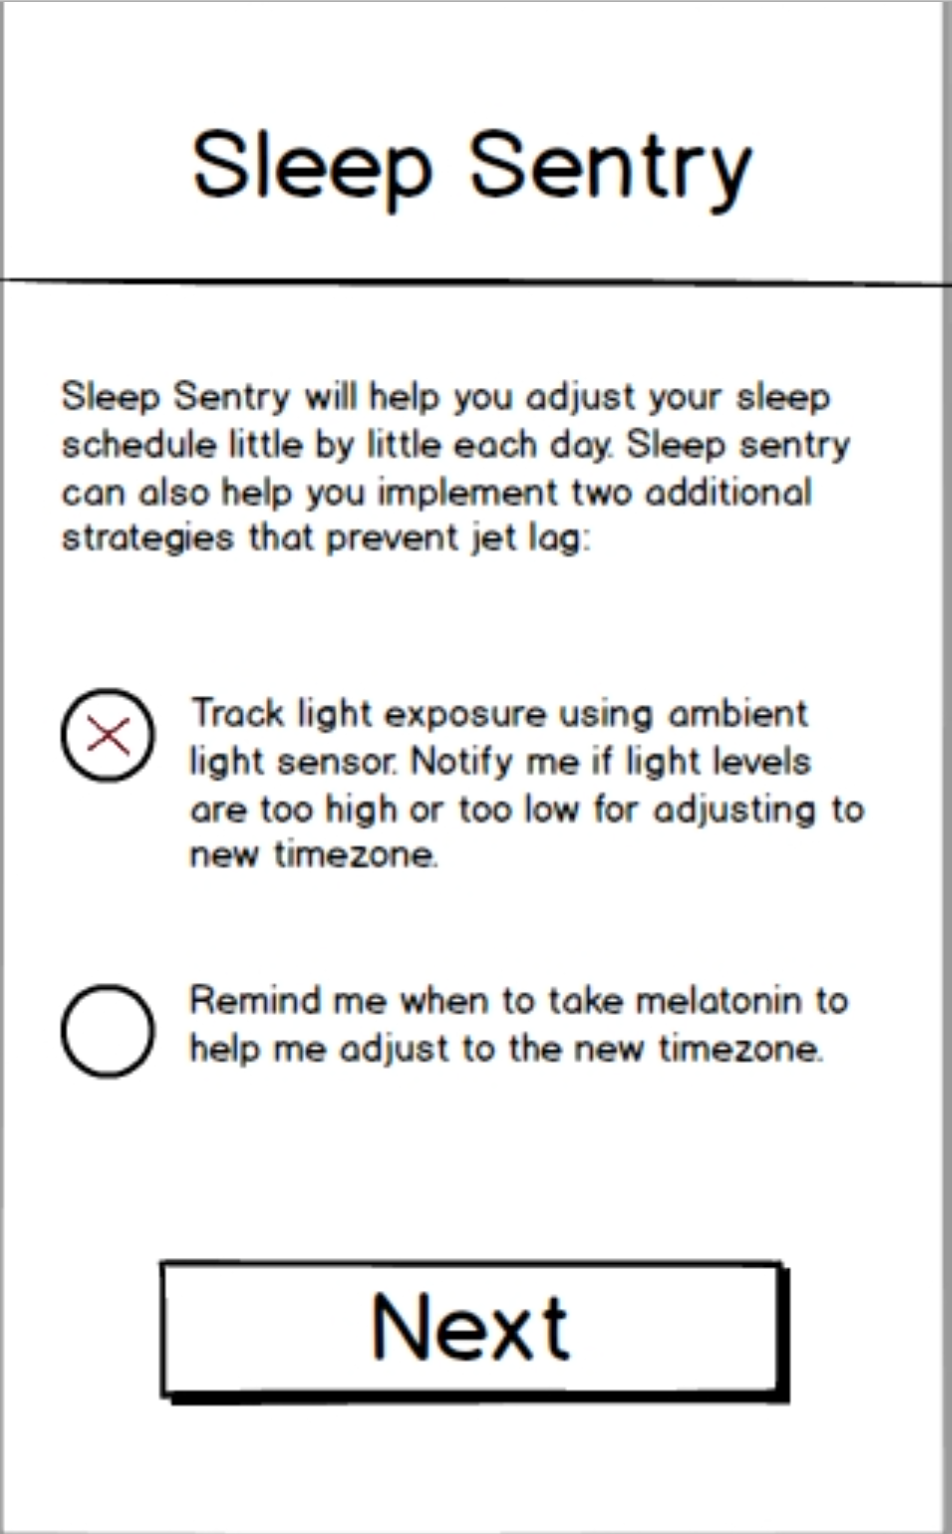 Sleep Sentry
Sleep Sentry will help you adjust your sleep
schedule little by little each day. Sleep sentry
can also help you implement two additional
strategies that prevent jet lag:
Track light exposure using ambient
light sensor. Notify me if light levels
are too high or too low for adjusting to
new timezone.
Remind me when to take melatonin to
help me adjust to the new timezone.
Next